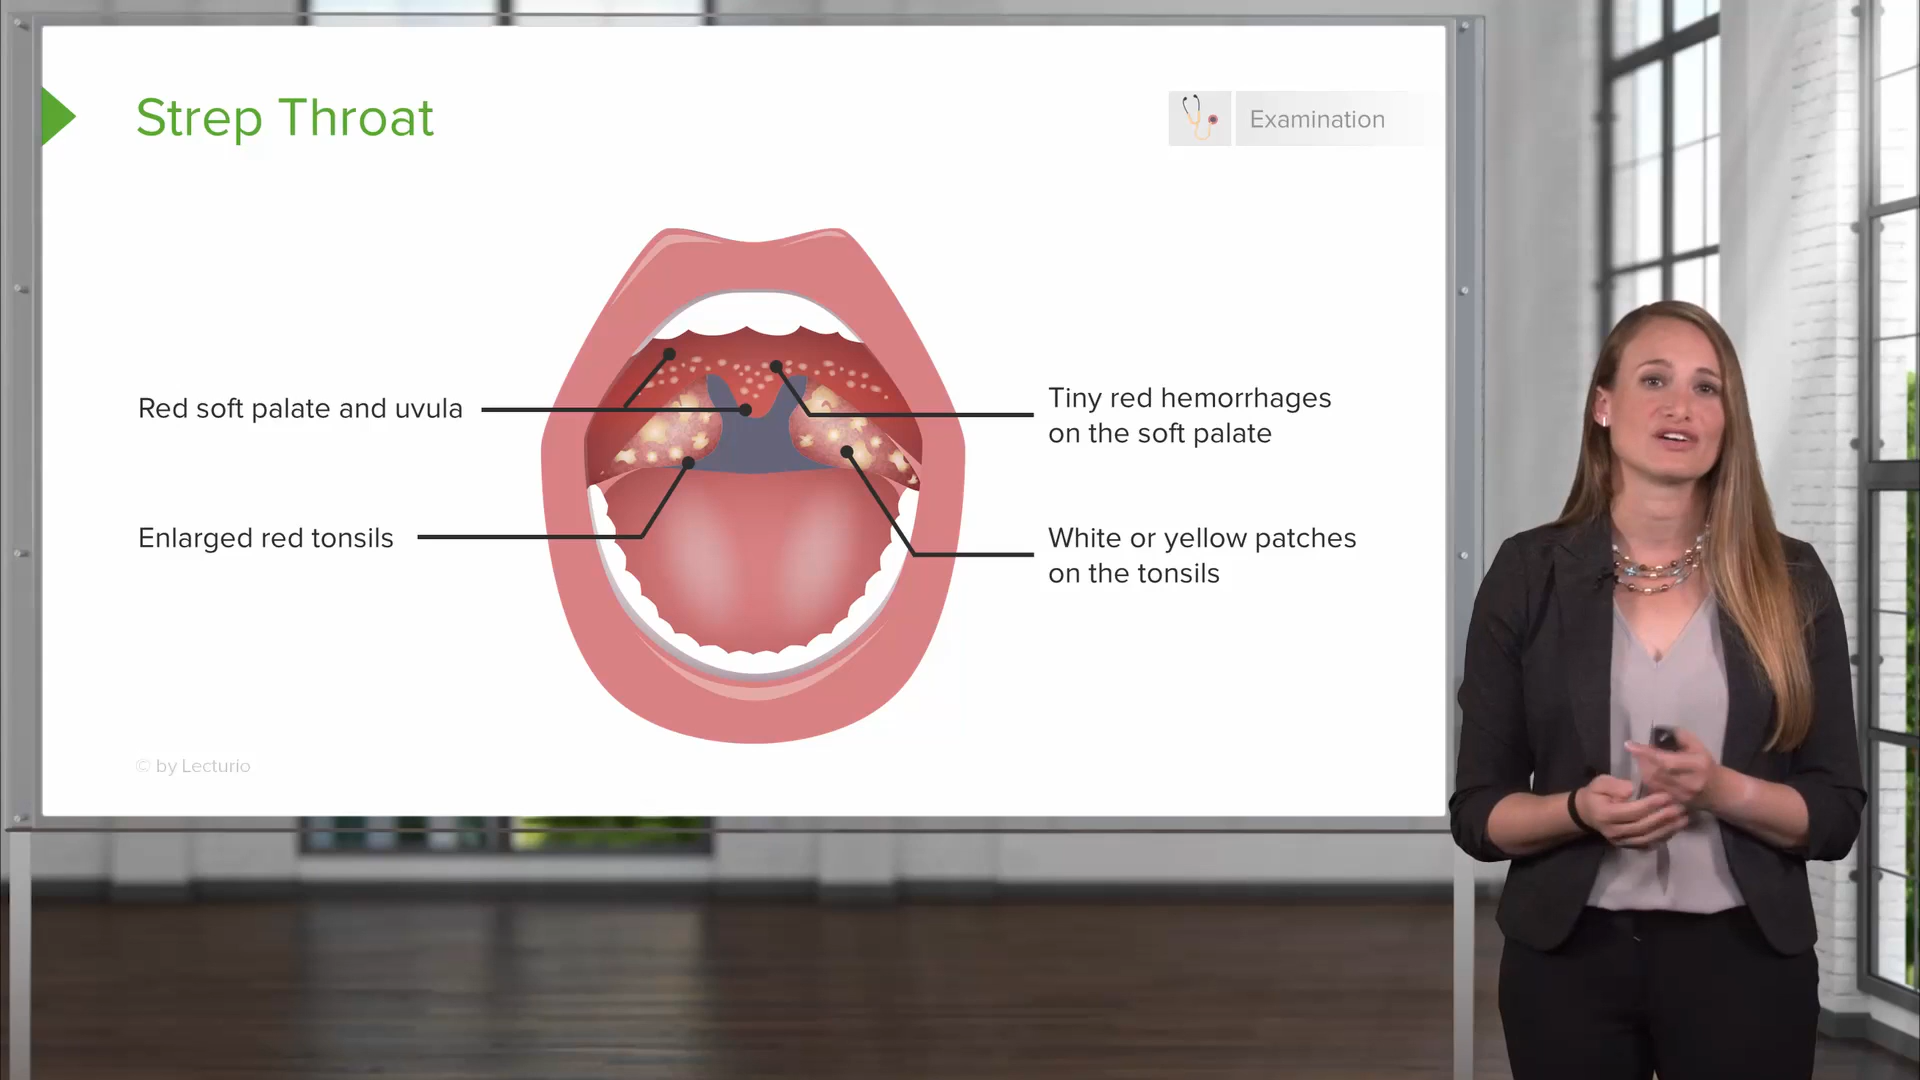 Strep Throat
Examination
Red soft palate and uvula
Tiny red hemorrhages
on the soft palate
Enlarged red tonsils
White or yellow patches
on the tonsils
© by Lecturio